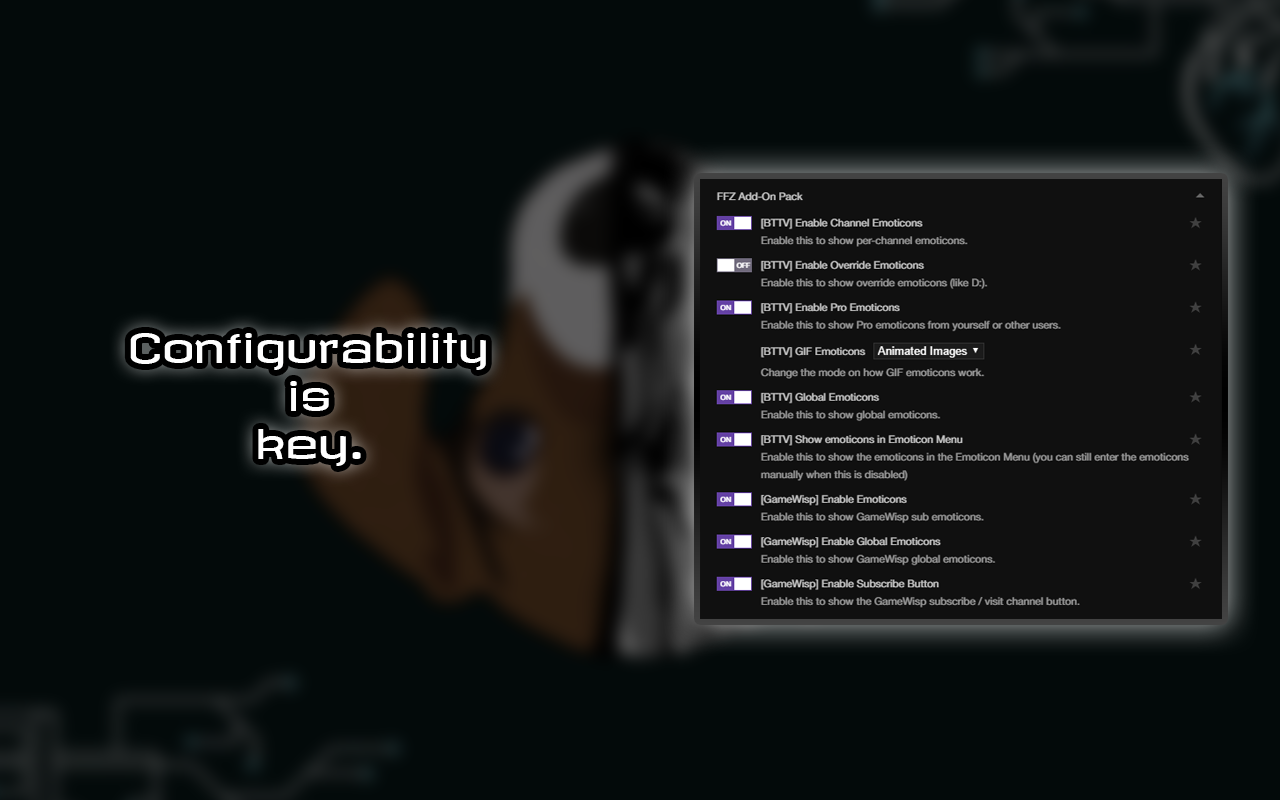 Configurability
is
key.
FFZ Add-On Pack
ON [BTTV] Enable Channel Emoticons
Enable this to show per-channel emoticons.
OFF [BTTV] Enable Override Emoticons
Enable this to show override emoticons (like D:).
ON [BTTV] Enable Pro Emoticons
Enable this to show Pro emoticons from yourself or other users.
[BTTV] GIF Emoticons Animated Images
Change the mode on how GIF emoticons work.
ON [BTTV] Global Emoticons
Enable this to show global emoticons.
ON [BTTV] Show emoticons in Emoticon Menu
Enable this to show the emoticons in the Emoticon Menu (you can still enter the emoticons
manually when this is disabled)
ON [GameWisp] Enable Emoticons
Enable this to show GameWisp sub emoticons.
ON [GameWisp] Enable Global Emoticons
Enable this to show GameWisp global emoticons.
ON [GameWisp] Enable Subscribe Button
Enable this to show the GameWisp subscribe / visit channel button.